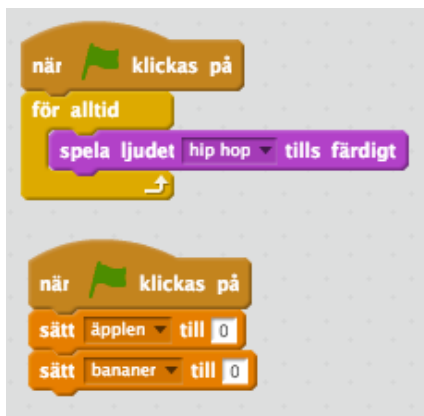 när klickas på
för alltid
spela ljudet hip hop tills färdigt
när klickas på
sätt äpplen till 0
sätt bananer till 0